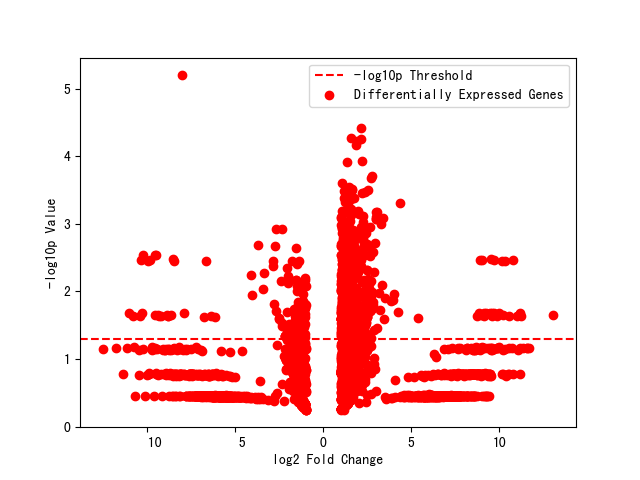 -log10p Threshold
Differentially Expressed Genes
5
4
3
2
1
0
-log10p Value
10 5 0 5 10
log2 Fold Change